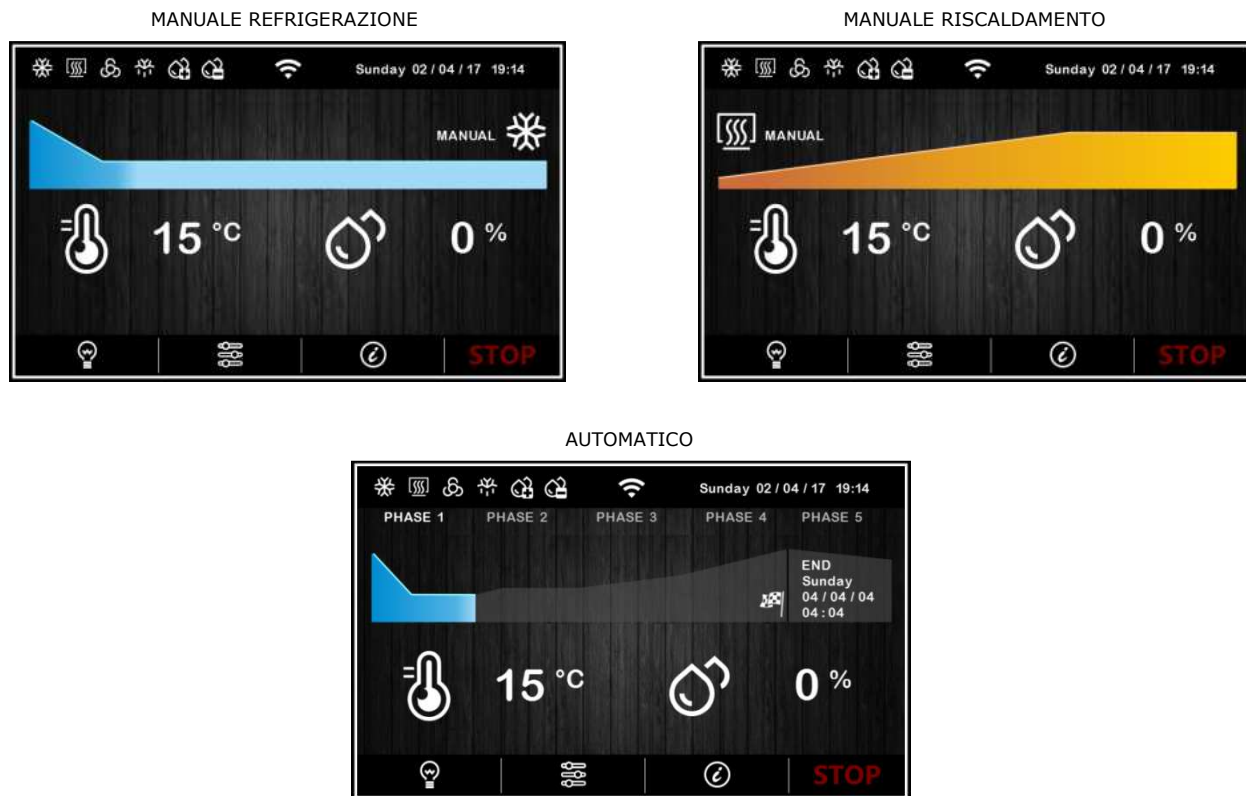 MANUALE REFRIGERAZIONE
Sunday 02 / 04 / 17 19:14
MANUAL
15 °C 0 %
STOP
MANUALE RISCALDAMENTO
Sunday 02 / 04 / 17 19:14
MANUAL
15 °C 0 %
STOP
AUTOMATICO
Sunday 02 / 04 / 17 19:14
PHASE 1 PHASE 2 PHASE 3 PHASE 4 PHASE 5
END
Sunday
04 / 04 / 04
04 : 04
15 °C 0 %
STOP